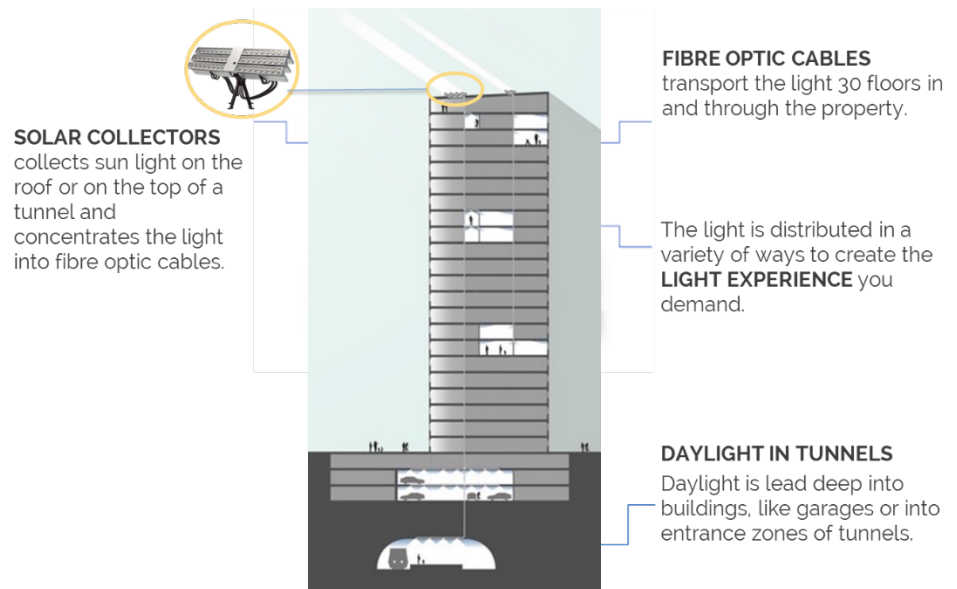 SOLAR COLLECTORS
collects sun light on the
roof or on the top of a
tunnel and
concentrates the light
into fibre optic cables.
FIBRE OPTIC CABLES
transport the light 30 floors in
and through the property.
The light is distributed in a
variety of ways to create the
LIGHT EXPERIENCE you
demand.
DAYLIGHT IN TUNNELS
Daylight is lead deep into
buildings, like garages or into
entrance zones of tunnels.